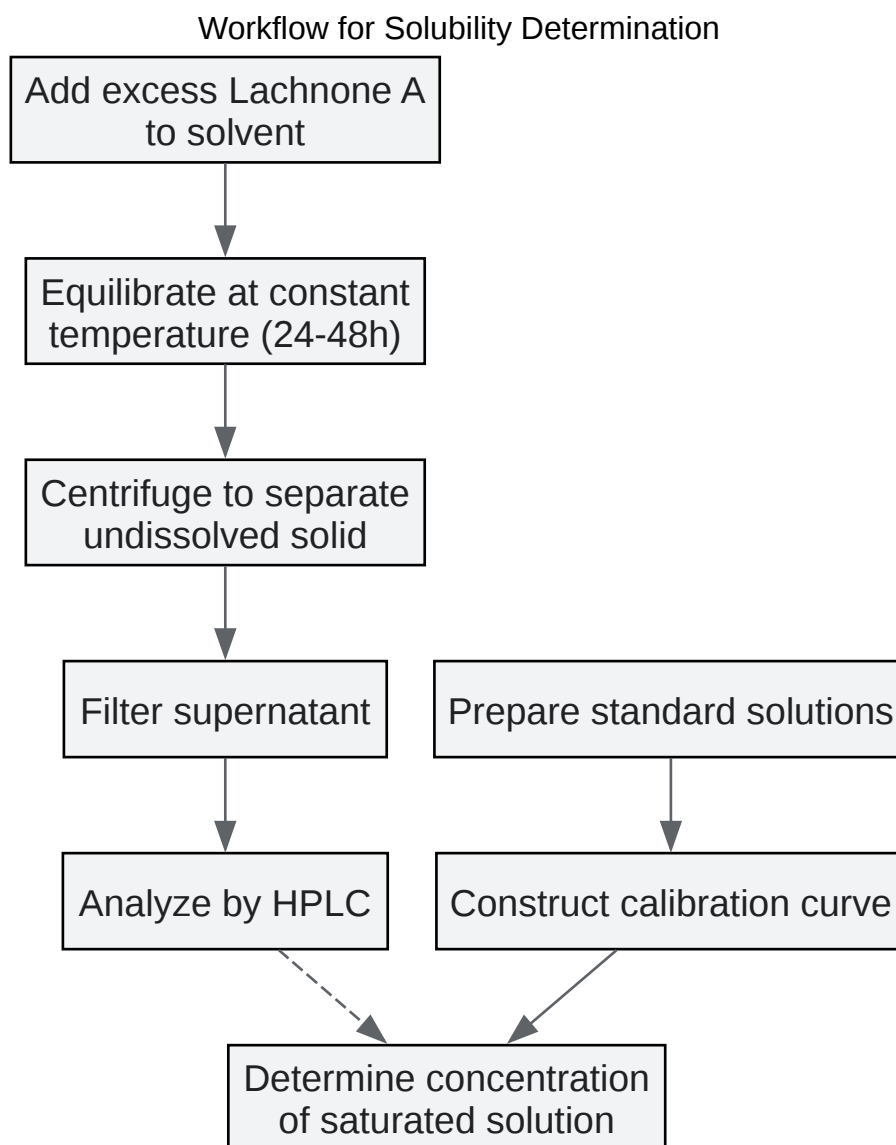 Workflow for Solubility Determination
Add excess Lachnone A
to solvent
Equilibrate at constant
temperature (24-48h)
Centrifuge to separate
undissolved solid
Filter supernatant
Prepare standard solutions
Analyze by HPLC
Construct calibration curve
Determine concentration
of saturated solution